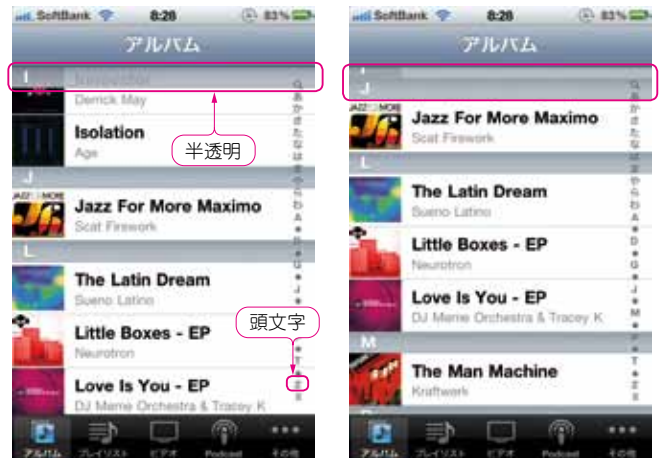 SoftBank 8:28 83%
アルバム
I
Innovator
Derrick May
Isolation
Age
半透明
J
Jazz For More Maximo
Scat Firework
L
The Latin Dream
Sueno Latino
頭文字
Little Boxes - EP
Neurotron
Love Is You - EP
DJ Meme Orchestra & Tracey K
アルバム プレイリスト ビデオ Podcast その他
SoftBank 8:28 83%
アルバム
J
Jazz For More Maximo
Scat Firework
L
The Latin Dream
Sueno Latino
Little Boxes - EP
Neurotron
Love Is You - EP
DJ Meme Orchestra & Tracey K
M
The Man Machine
Kraftwerk
アルバム プレイリスト ビデオ Podcast その他